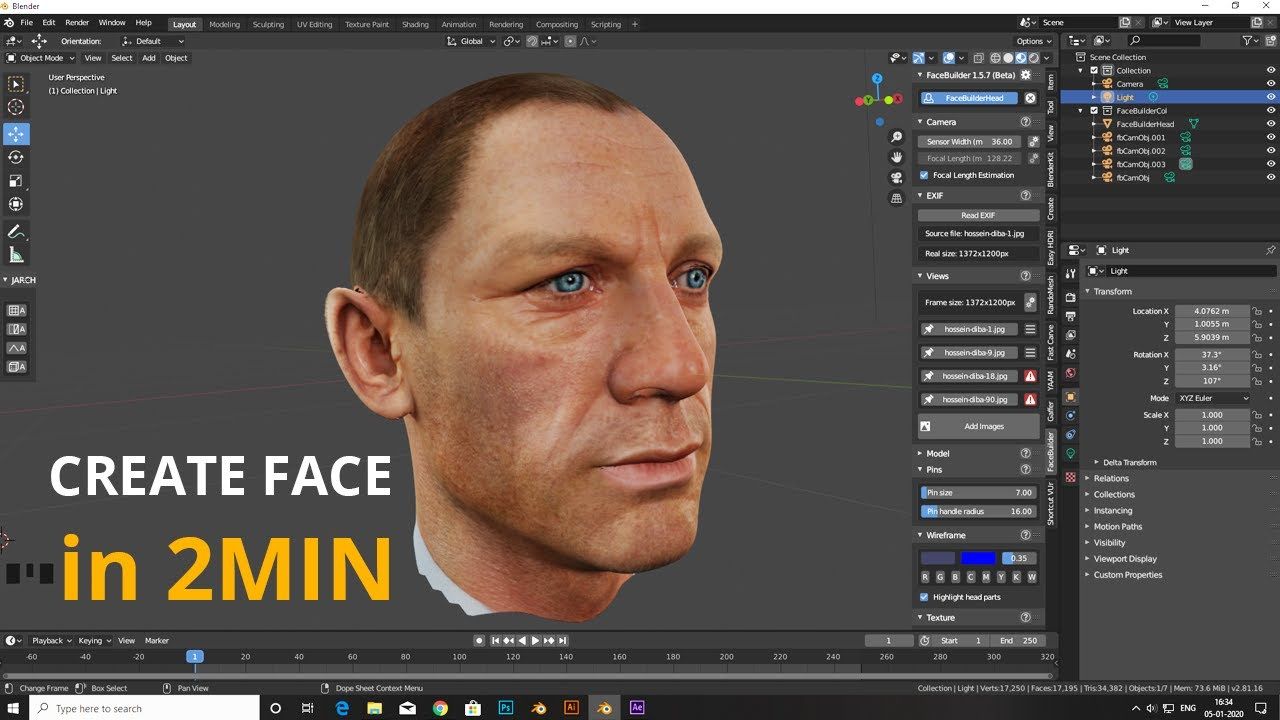 Blender
File Edit Render Window Help
Layout Modeling Sculpting UV Editing Texture Paint Shading Animation Rendering Compositing Scripting +
Scene
View Layer
Orientation: Default
Global
Options
Object Mode View Select Add Object
User Perspective
(1) Collection | Light
JARCH
CREATE FACE
in 2MIN
Z
Y
X
FaceBuilder 1.5.7 (Beta)
FaceBuilderHead
Camera
Sensor Width (m 36.00
Focal Length (m 128.22
Focal Length Estimation
EXIF
Read EXIF
Source file: hossein-diba-1.jpg
Real size: 1372x1200px
Views
Frame size: 1372x1200px
hossein-diba-1.jpg
hossein-diba-9.jpg
hossein-diba-18.jpg
hossein-diba-90.jpg
Add Images
Model
Pins
Pin size 7.00
Pin handle radius 16.00
Wireframe
0.35
R G B C M Y K W
Highlight head parts
Texture
Item
Tool
View
BlenderKit
Create
Easy HDRI
RandoMesh
Fast Carve
YAAM
Gaffer
FaceBuilder
Shortcut VUr
Scene Collection
Collection
Camera
Light
FaceBuilderCol
FaceBuilderHead
fbCamObj.001
fbCamObj.002
fbCamObj.003
fbCamObj
Light
Light
Transform
Location X 4.0762 m
Y 1.0055 m
Z 5.9039 m
Rotation X 37.3°
Y 3.16°
Z 107°
Mode XYZ Euler
Scale X 1.000
Y 1.000
Z 1.000
Delta Transform
Relations
Collections
Instancing
Motion Paths
Visibility
Viewport Display
Custom Properties
Playback Keying View Marker
1 Start 1 End 250
-60 -40 -20 1 20 40 60 80 100 120 140 160 180 200 220 240 260 280 300 320
Change Frame Box Select Pan View Dope Sheet Context Menu
Collection | Light | Verts:17,250 | Faces:17,195 | Tris:34,382 | Objects:1/7 | Mem: 73.6 MiB | v2.81.16
Type here to search
Ps
Ai
Ae
ENG
16:34
05-01-2020